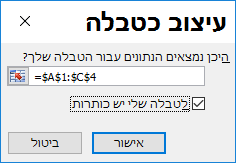 עיצוב כטבלה
היכן נמצאים הנתונים עבור הטבלה שלך?
=$A$1:$C$4
לטבלה שלי יש כותרות
אישור
ביטול